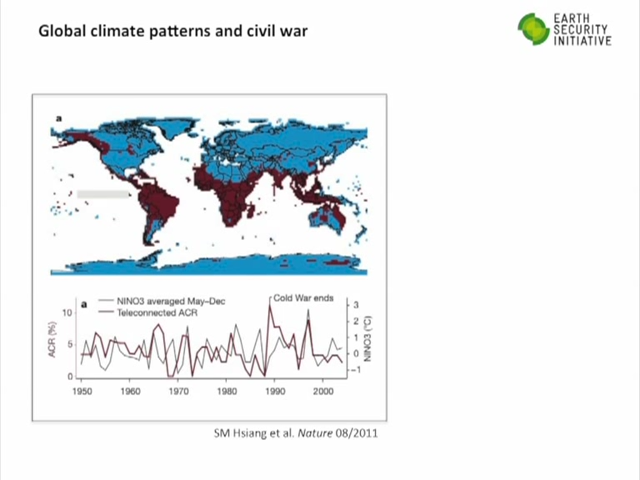 Global climate patterns and civil war
EARTH
SECURITY
INITIATIVE
a
a
NINO3 averaged May–Dec
Teleconnected ACR
Cold War ends
ACR (%)
10
5
0
3
2
1
0
−1
NINO3 (°C)
1950 1960 1970 1980 1990 2000
SM Hsiang et al. Nature 08/2011